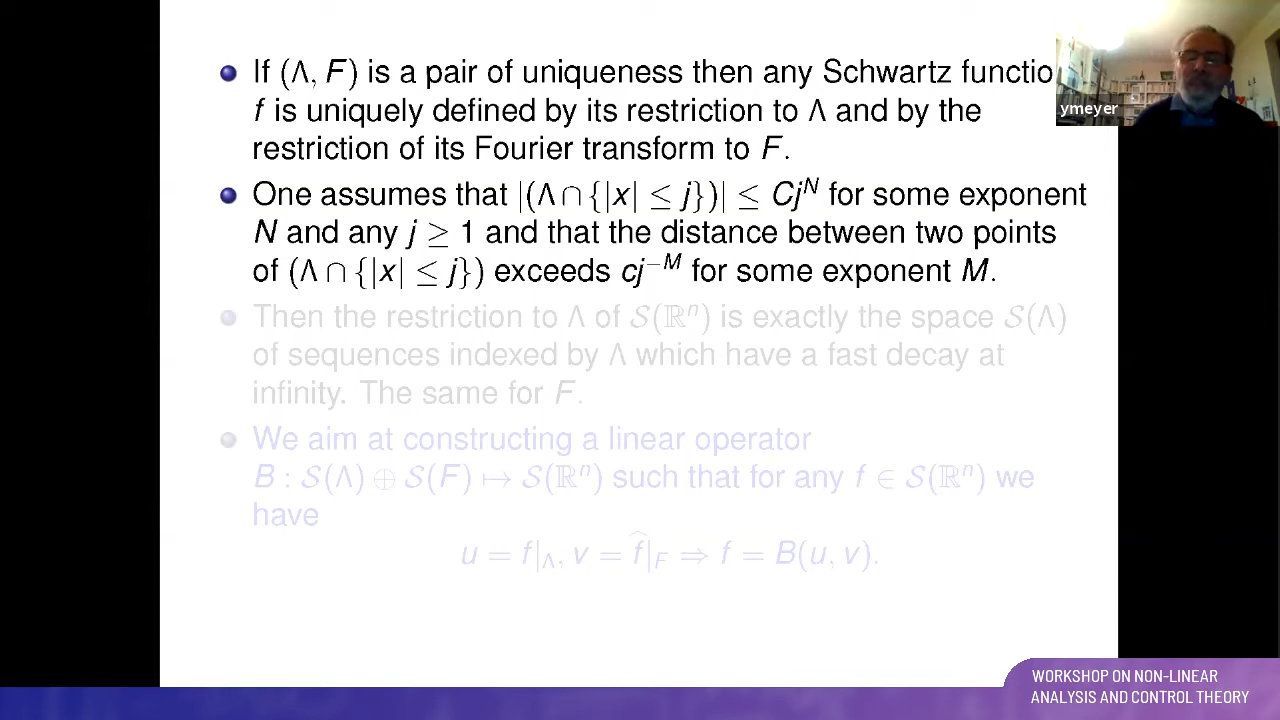 If (Λ, F) is a pair of uniqueness then any Schwartz functio
f is uniquely defined by its restriction to Λ and by the
restriction of its Fourier transform to F.
One assumes that |(Λ ∩ {|x| ≤ j})| ≤ Cj^N for some exponent
N and any j ≥ 1 and that the distance between two points
of (Λ ∩ {|x| ≤ j}) exceeds cj^{−M} for some exponent M.
Then the restriction to Λ of 𝒮(ℝⁿ) is exactly the space 𝒮(Λ)
of sequences indexed by Λ which have a fast decay at
infinity. The same for F.
We aim at constructing a linear operator
B : 𝒮(Λ) ⊕ 𝒮(F) ↦ 𝒮(ℝⁿ) such that for any f ∈ 𝒮(ℝⁿ) we
have
u = f|_Λ, v = f̂|_F ⇒ f = B(u, v).
ymeyer
WORKSHOP ON NON-LINEAR
ANALYSIS AND CONTROL THEORY